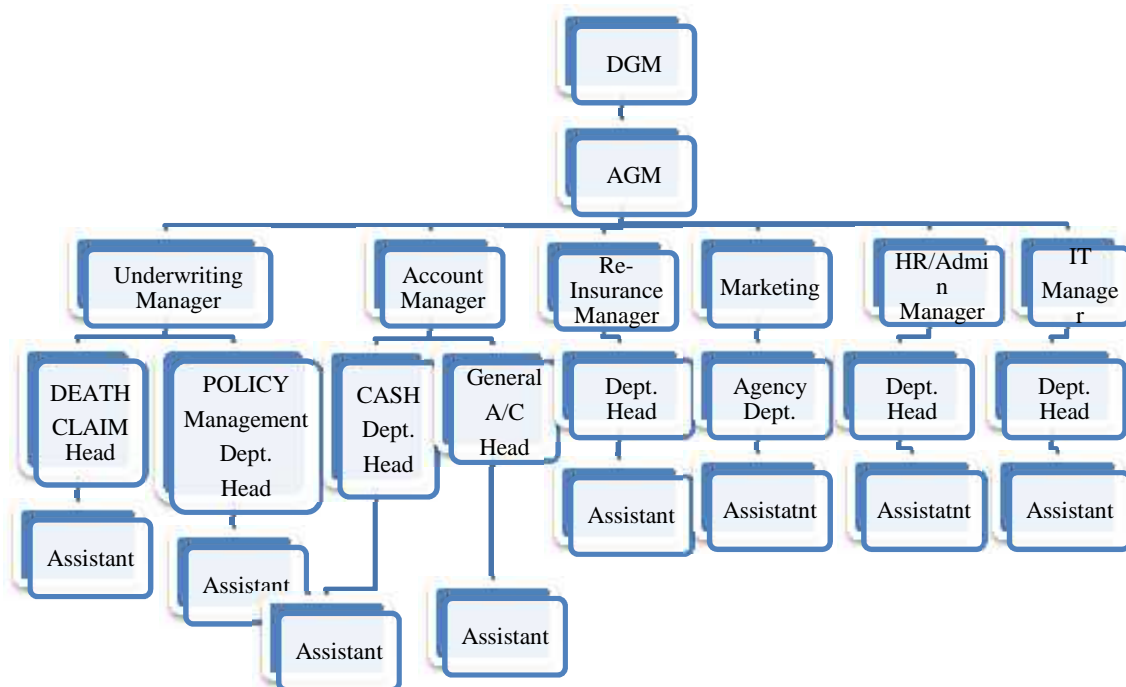 DGM
AGM
Underwriting
Manager
Account
Manager
Re-
Insurance
Manager
Marketing
HR/Admi
n
Manager
IT
Manage
r
DEATH
CLAIM
Head
POLICY
Management
Dept.
Head
CASH
Dept.
Head
General
A/C
Head
Dept.
Head
Agency
Dept.
Dept.
Head
Dept.
Head
Assistant
Assistant
Assistant
Assistant
Assistant
Assistatnt
Assistatnt
Assistant